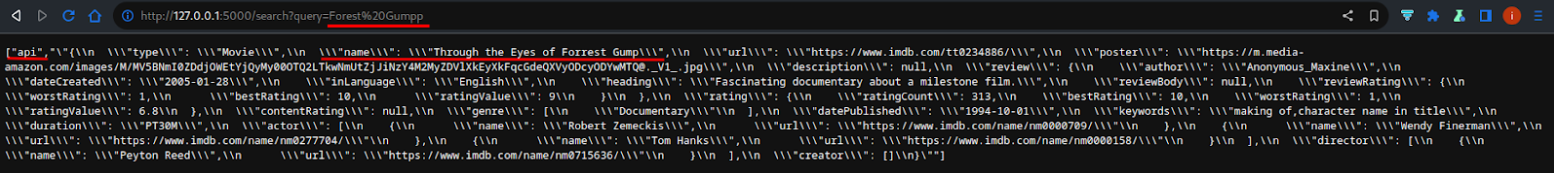 http://127.0.0.1:5000/search?query=Forest%20Gumpp
["api","\"{\\n  \\\"type\\\": \\\"Movie\\\",\\n  \\\"name\\\": \\\"Through the Eyes of Forrest Gump\\\",\\n  \\\"url\\\": \\\"https://www.imdb.com/tt0234886/\\\",\\n  \\\"poster\\\": \\\"https://m.media-
amazon.com/images/M/MV5BNmI0ZDdjOWEtYjQyMy00OTQ2LTkwNmUtZjJiNzY4M2MyZDVlXkEyXkFqcGdeQXVyODcyODYwMTQ@._V1_.jpg\\\",\\n  \\\"description\\\": null,\\n  \\\"review\\\": {\\n    \\\"author\\\": \\\"Anonymous_Maxine\\\",\\n
\\\"dateCreated\\\": \\\"2005-01-28\\\",\\n    \\\"inLanguage\\\": \\\"English\\\",\\n    \\\"heading\\\": \\\"Fascinating documentary about a milestone film.\\\",\\n    \\\"reviewBody\\\": null,\\n    \\\"reviewRating\\\": {\\n
\\\"worstRating\\\": 1,\\n      \\\"bestRating\\\": 10,\\n      \\\"ratingValue\\\": 9\\n    }\\n  },\\n  \\\"rating\\\": {\\n    \\\"ratingCount\\\": 313,\\n    \\\"bestRating\\\": 10,\\n    \\\"worstRating\\\": 1,\\n
\\\"ratingValue\\\": 6.8\\n  },\\n  \\\"contentRating\\\": null,\\n  \\\"genre\\\": [\\n    \\\"Documentary\\\"\\n  ],\\n  \\\"datePublished\\\": \\\"1994-10-01\\\",\\n  \\\"keywords\\\": \\\"making of,character name in title\\\",\\n
\\\"duration\\\": \\\"PT30M\\\",\\n  \\\"actor\\\": [\\n    {\\n      \\\"name\\\": \\\"Robert Zemeckis\\\",\\n      \\\"url\\\": \\\"https://www.imdb.com/name/nm0000709/\\\"\\n    },\\n    {\\n      \\\"name\\\": \\\"Wendy Finerman\\\",\\n
\\\"url\\\": \\\"https://www.imdb.com/name/nm0277704/\\\"\\n    },\\n    {\\n      \\\"name\\\": \\\"Tom Hanks\\\",\\n      \\\"url\\\": \\\"https://www.imdb.com/name/nm0000158/\\\"\\n    }\\n  ],\\n  \\\"director\\\": [\\n    {\\n
\\\"name\\\": \\\"Peyton Reed\\\",\\n      \\\"url\\\": \\\"https://www.imdb.com/name/nm0715636/\\\"\\n    }\\n  ],\\n  \\\"creator\\\": []\\n}\""]